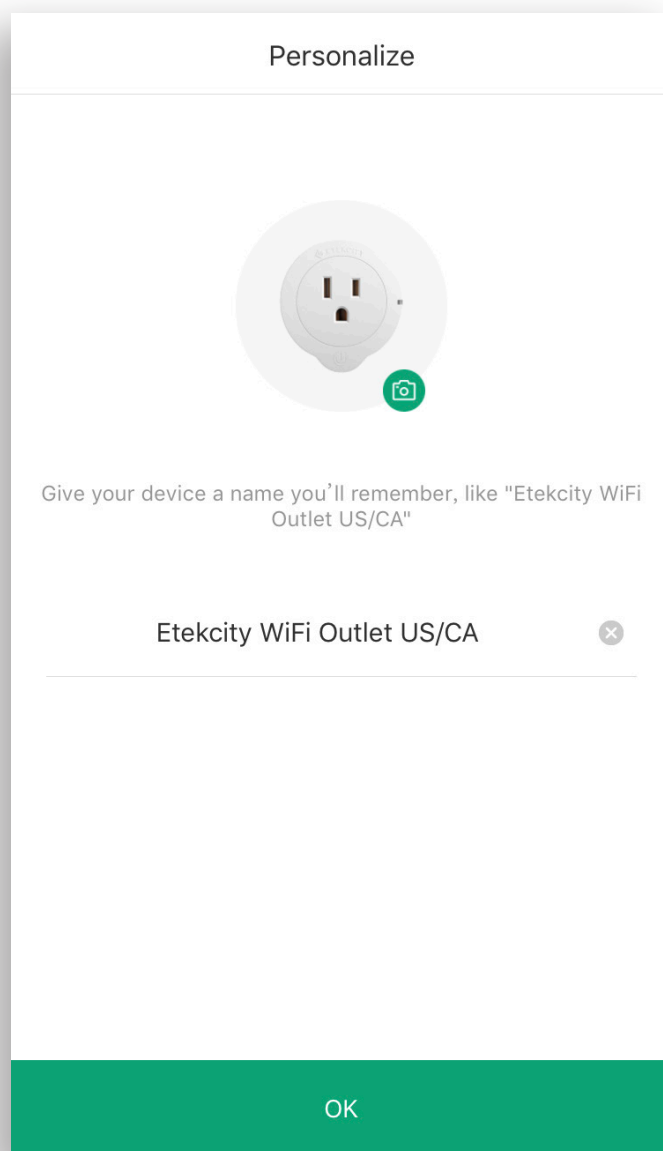 Personalize
Give your device a name you’ll remember, like "Etekcity WiFi
Outlet US/CA"
Etekcity WiFi Outlet US/CA
OK